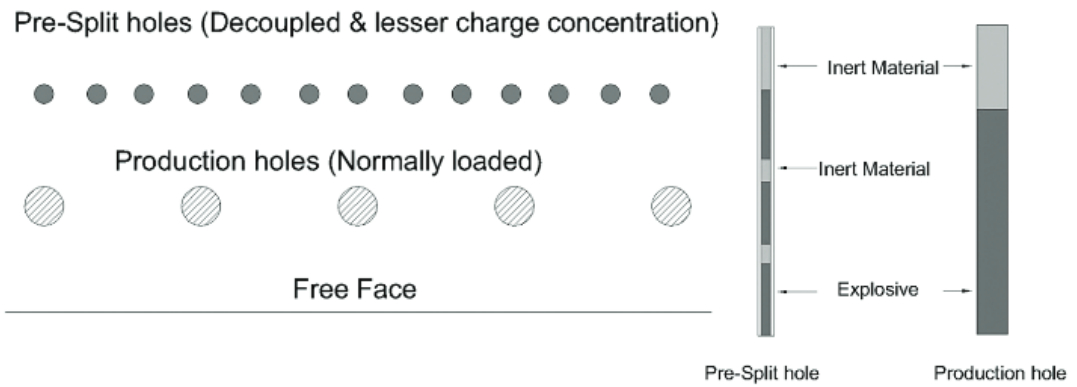 Pre-Split holes (Decoupled & lesser charge concentration)
Production holes (Normally loaded)
Free Face
Inert Material
Inert Material
Explosive
Pre-Split hole
Production hole